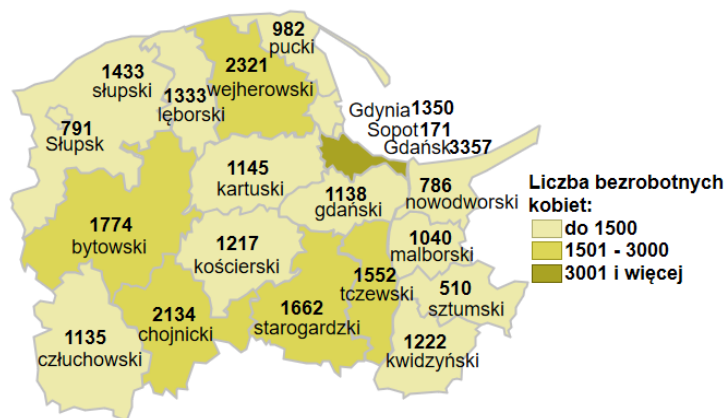 982
pucki
1433
słupski
2321
wejherowski
1333
lęborski
Gdynia1350
Sopot171
Gdańsk3357
791
Słupsk
1145
kartuski
1138
gdański
786
nowodworski
1774
bytowski
1217
kościerski
1040
malborski
1552
tczewski
510
sztumski
1135
człuchowski
2134
chojnicki
1662
starogardzki
1222
kwidzyński
Liczba bezrobotnych
kobiet:
do 1500
1501 - 3000
3001 i więcej